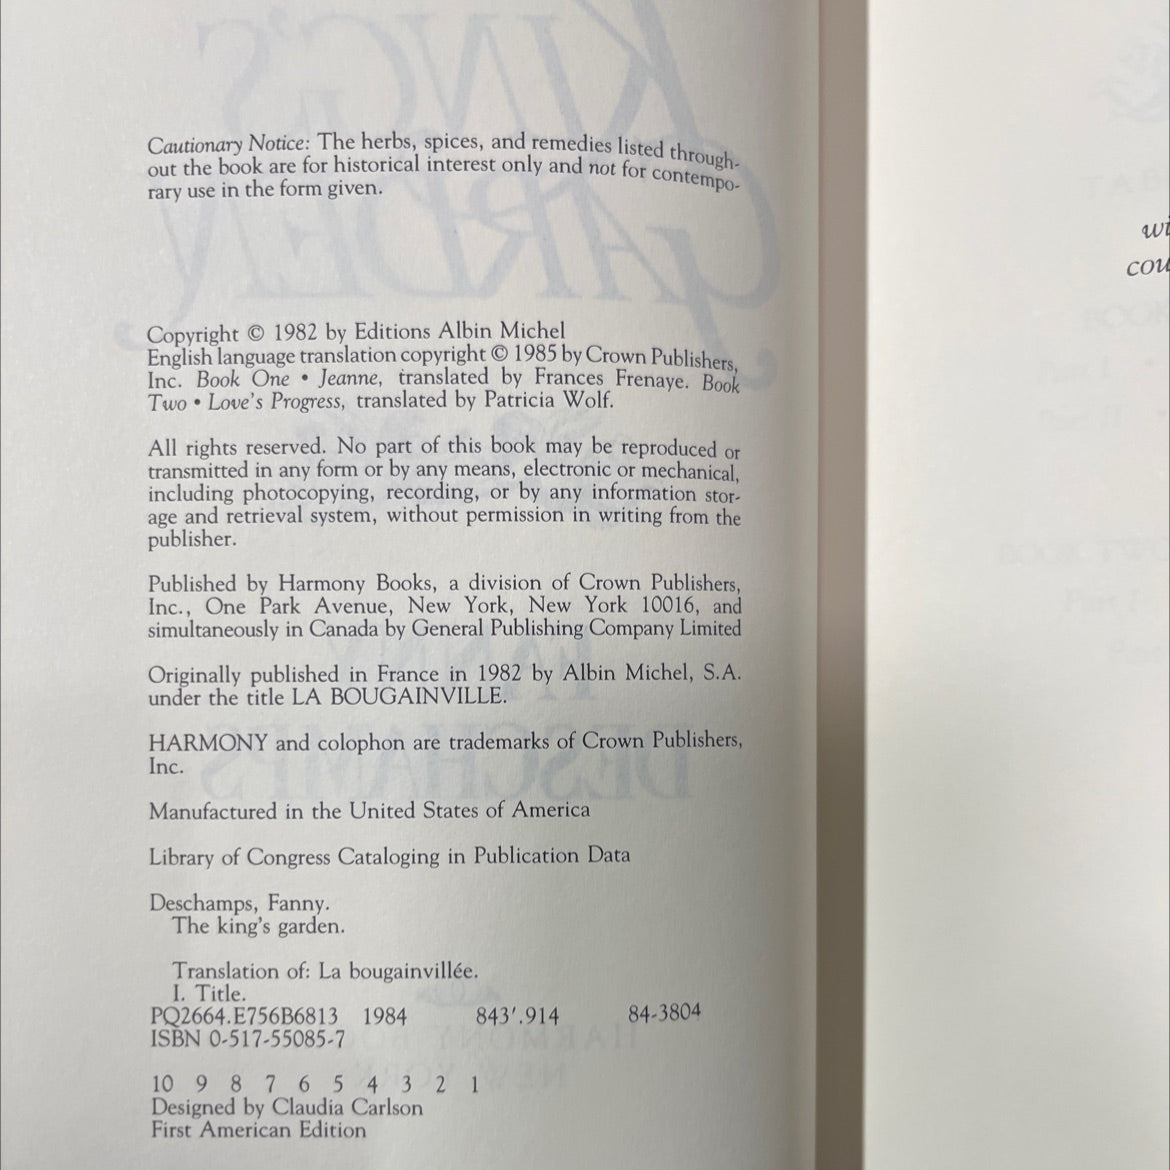 Cautionary Notice: The herbs, spices, and remedies listed through-
out the book are for historical interest only and not for contempo-
rary use in the form given.
Copyright © 1982 by Editions Albin Michel
English language translation copyright © 1985 by Crown Publishers,
Inc. Book One • Jeanne, translated by Frances Frenaye. Book
Two • Love's Progress, translated by Patricia Wolf.
All rights reserved. No part of this book may be reproduced or
transmitted in any form or by any means, electronic or mechanical,
including photocopying, recording, or by any information stor-
age and retrieval system, without permission in writing from the
publisher.
Published by Harmony Books, a division of Crown Publishers,
Inc., One Park Avenue, New York, New York 10016, and
simultaneously in Canada by General Publishing Company Limited
Originally published in France in 1982 by Albin Michel, S.A.
under the title LA BOUGAINVILLE.
HARMONY and colophon are trademarks of Crown Publishers,
Inc.
Manufactured in the United States of America
Library of Congress Cataloging in Publication Data
Deschamps, Fanny.
The king's garden.
Translation of: La bougainvillée.
I. Title.
PQ2664.E756B6813 1984 843′.914 84-3804
ISBN 0-517-55085-7
10 9 8 7 6 5 4 3 2 1
Designed by Claudia Carlson
First American Edition
wi
cou